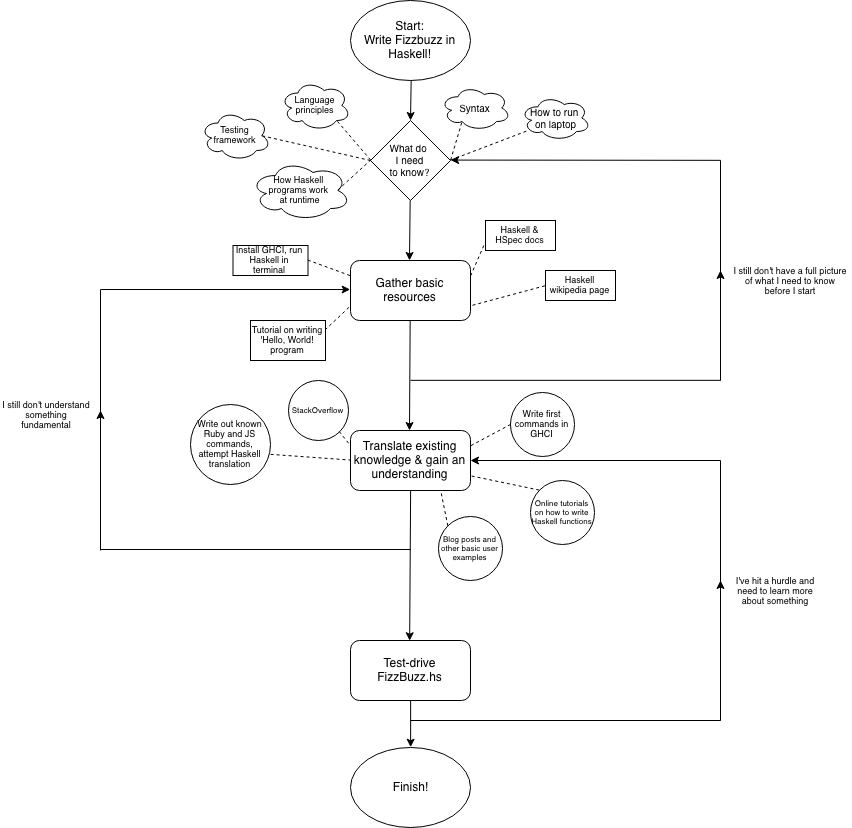 Start:
Write Fizzbuzz in
Haskell!
Language
principles
Syntax
How to run
on laptop
Testing
framework
What do
I need
to know?
How Haskell
programs work
at runtime
Haskell &
HSpec docs
Install GHCI, run
Haskell in
terminal
Gather basic
resources
Haskell
wikipedia page
I still don't have a full picture
of what I need to know
before I start
Tutorial on writing
'Hello, World!
program
I still don't understand
something
fundamental
StackOverflow
Write out known
Ruby and JS
commands,
attempt Haskell
translation
Write first
commands in
GHCI
Translate existing
knowledge & gain an
understanding
Online tutorials
on how to write
Haskell functions
Blog posts and
other basic user
examples
I've hit a hurdle and
need to learn more
about something
Test-drive
FizzBuzz.hs
Finish!